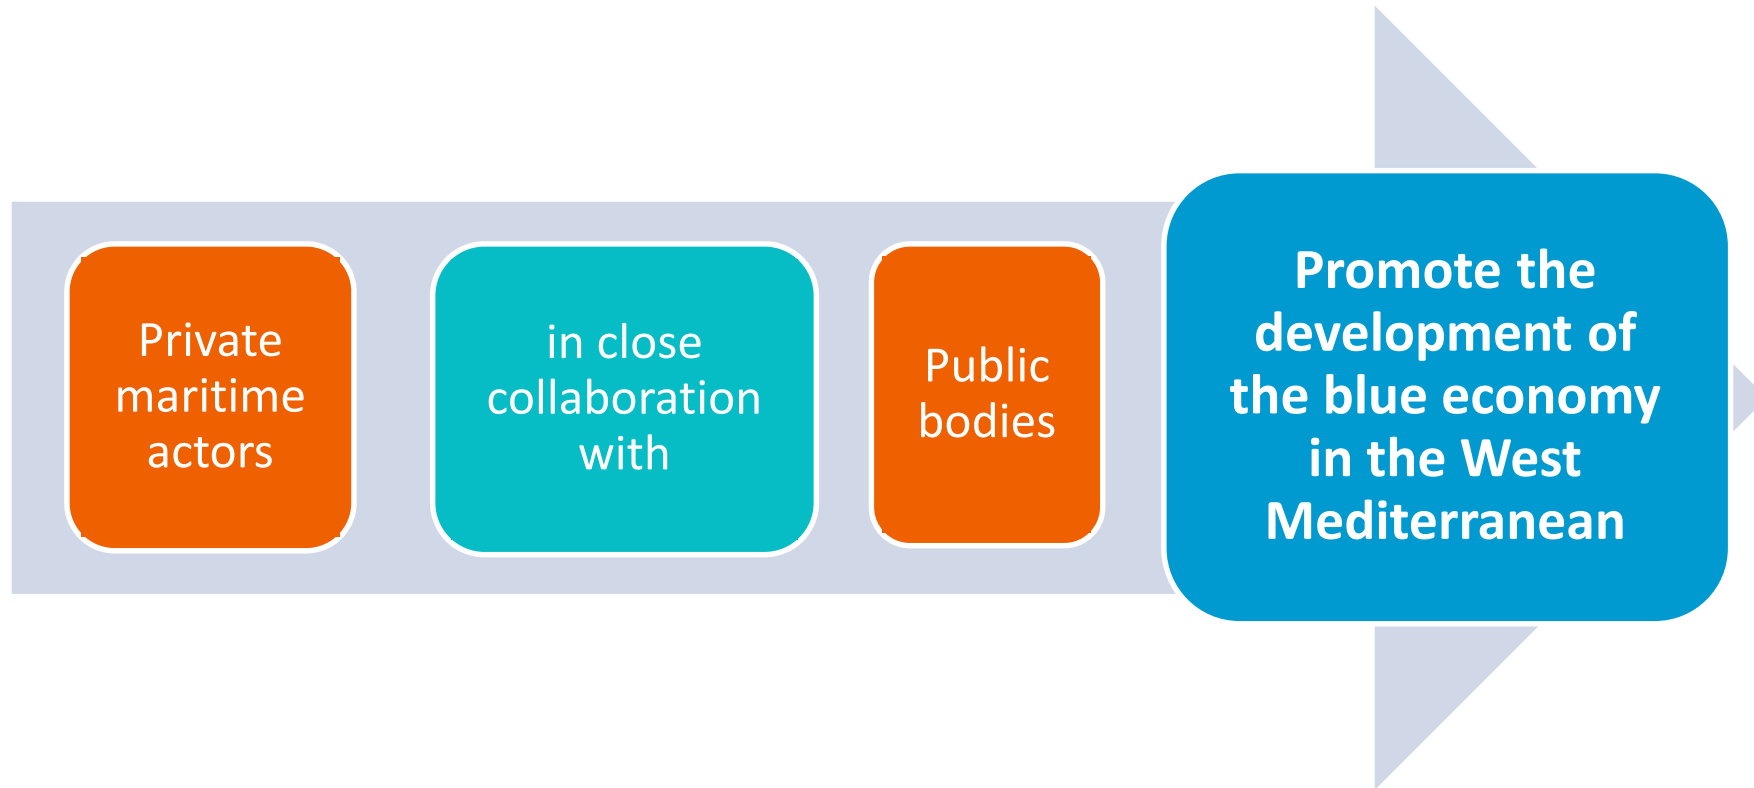 Private
maritime
actors
in close
collaboration
with
Public
bodies
Promote the
development of
the blue economy
in the West
Mediterranean